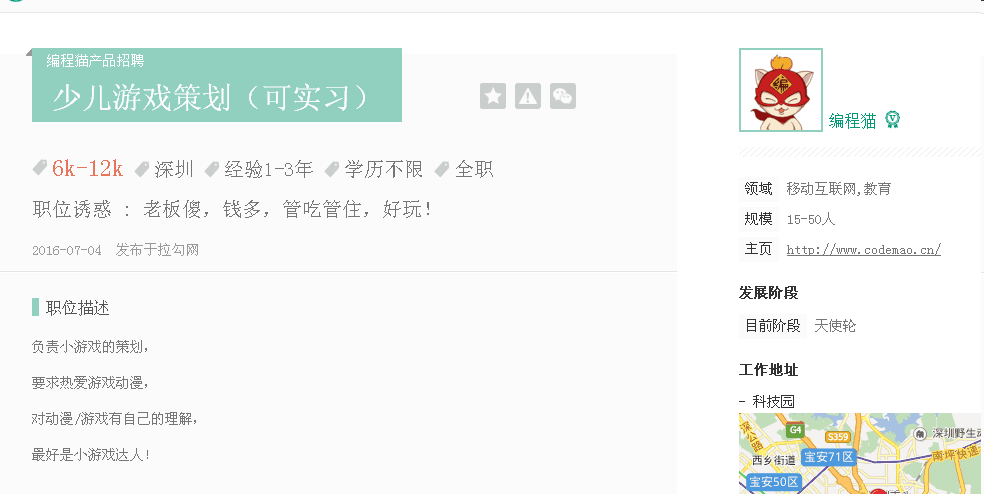 编程猫产品招聘
少儿游戏策划（可实习）
6k-12k 深圳 经验1-3年 学历不限 全职
职位诱惑 : 老板傻, 钱多, 管吃管住, 好玩!
2016-07-04 发布于拉勾网
职位描述
负责小游戏的策划,
要求热爱游戏动漫,
对动漫/游戏有自己的理解,
最好是小游戏达人!
编
编程猫
领域 移动互联网,教育
规模 15-50人
主页 http://www.codemao.cn/
发展阶段
目前阶段 天使轮
工作地址
- 科技园
G4
S359
深圳野生动
宝安71区
西乡街道
南坪快速
宝安50区